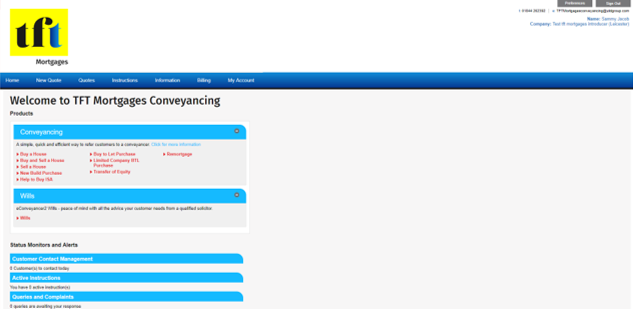 Preferences
Sign Out
t: 01844 262392 | e: TFTMortgagesconveyancing@ebtgroup.com
Name: Sammy Jacob
Company: Test tft mortgages introducer (Leicester)
tft
Mortgages
Home New Quote Quotes Instructions Information Billing My Account
Welcome to TFT Mortgages Conveyancing
Products
Conveyancing
A simple, quick and efficient way to refer customers to a conveyancer. Click for more information
Buy a House
Buy and Sell a House
Sell a House
New Build Purchase
Help to Buy ISA
Buy to Let Purchase
Limited Company BTL
Purchase
Transfer of Equity
Remortgage
Wills
eConveyancer2 Wills - peace of mind with all the advice your customer needs from a qualified solicitor.
Wills
Status Monitors and Alerts
Customer Contact Management
0 Customer(s) to contact today
Active Instructions
You have 0 active instruction(s)
Queries and Complaints
0 queries are awaiting your response